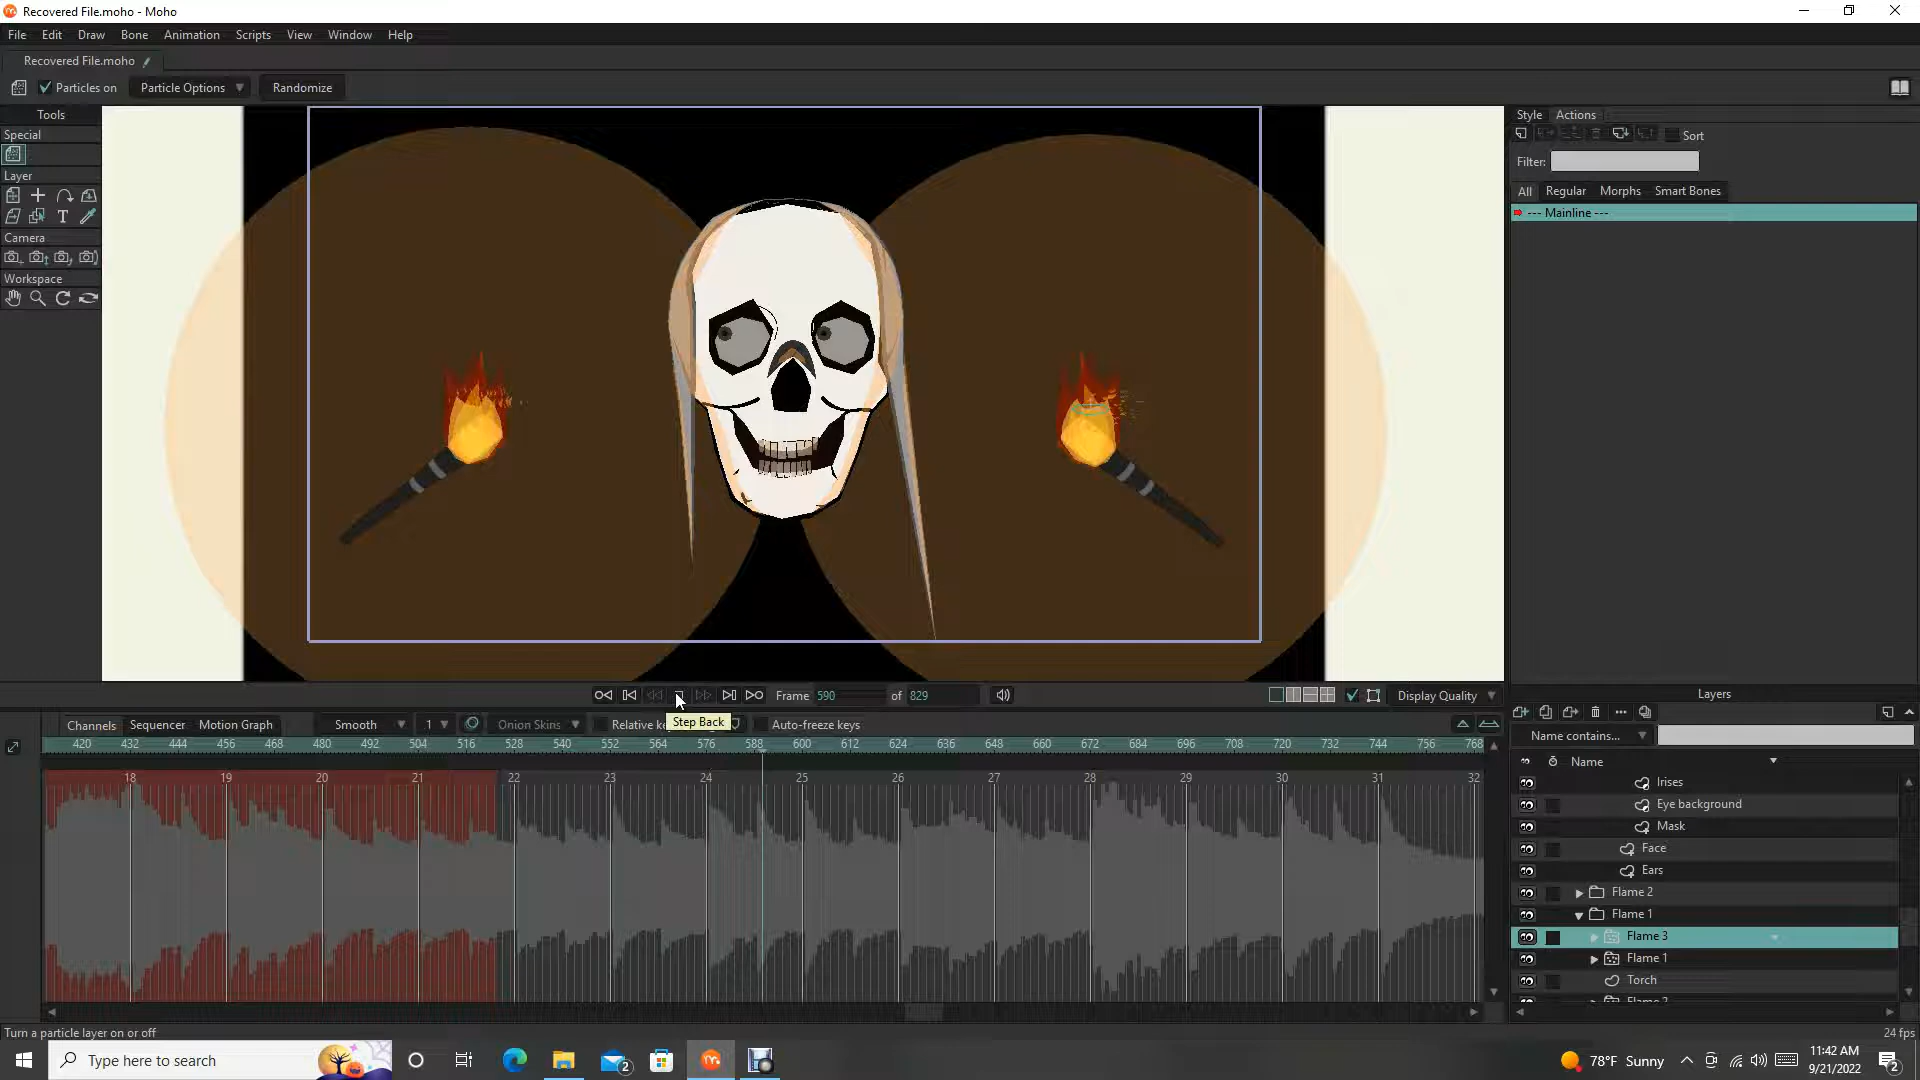 Recovered File.moho - Moho
File Edit Draw Bone Animation Scripts View Window Help
Recovered File.moho
Particles on Particle Options Randomize
Tools
Special
Layer
T
Camera
Workspace
Style Actions
Sort
Filter:
All Regular Morphs Smart Bones
--- Mainline ---
Frame 590 of 829
Display Quality
Step Back
Channels Sequencer Motion Graph Smooth 1 Onion Skins Relative Auto-freeze keys
420 432 444 456 468 480 492 504 516 528 540 552 564 576 588 600 612 624 636 648 660 672 684 696 708 720 732 744 756 768
18 19 20 21 22 23 24 25 26 27 28 29 30 31 32
Layers
Name contains...
Name
Irises
Eye background
Mask
Face
Ears
Flame 2
Flame 1
Flame 3
Flame 1
Torch
Turn a particle layer on or off
24 fps
Type here to search
2
78°F Sunny
11:42 AM
9/21/2022
2